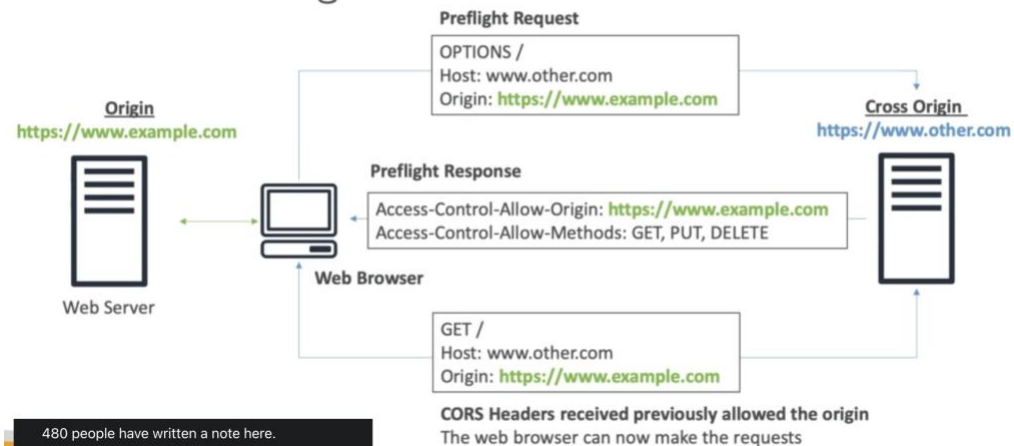 Preflight Request
OPTIONS /
Host: www.other.com
Origin: https://www.example.com
Origin
https://www.example.com
Cross Origin
https://www.other.com
Preflight Response
Access-Control-Allow-Origin: https://www.example.com
Access-Control-Allow-Methods: GET, PUT, DELETE
Web Browser
Web Server
GET /
Host: www.other.com
Origin: https://www.example.com
CORS Headers received previously allowed the origin
The web browser can now make the requests
480 people have written a note here.